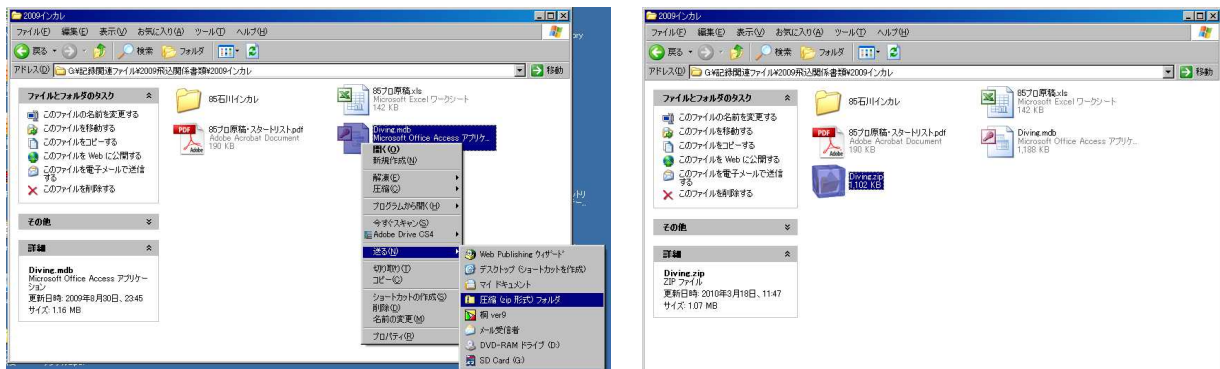 2009インカレ
ファイル(F) 編集(E) 表示(V) お気に入り(A) ツール(T) ヘルプ(H)
戻る 検索 フォルダ
アドレス(D) G:¥記録関連ファイル¥2009飛込関係書類¥2009インカレ 移動
ファイルとフォルダのタスク
このファイルの名前を変更する
このファイルを移動する
このファイルをコピーする
このファイルを Web に公開する
このファイルを電子メールで送信
する
このファイルを削除する
その他
詳細
Diving.mdb
Microsoft Office Access アプリケー
ション
更新日時: 2009年8月30日、23:45
サイズ: 1.16 MB
85石川インカレ
85プロ原稿.xls
Microsoft Excel ワークシート
142 KB
PDF
Adobe
85プロ原稿・スタートリスト.pdf
Adobe Acrobat Document
190 KB
Diving.mdb
Microsoft Office Access アプリケ...
開く(O)
新規作成(N)
解凍(E)
圧縮(C)
プログラムから開く(H)
今すぐスキャン(S)
Adobe Drive CS4
送る(N)
切り取り(T)
コピー(C)
ショートカットの作成(S)
削除(D)
名前の変更(M)
プロパティ(R)
Web Publishing ウィザード
デスクトップ (ショートカットを作成)
マイ ドキュメント
圧縮 (zip 形式) フォルダ
桐 ver9
メール受信者
DVD-RAM ドライブ (D:)
SD Card (G:)
2009インカレ
ファイル(F) 編集(E) 表示(V) お気に入り(A) ツール(T) ヘルプ(H)
戻る 検索 フォルダ
アドレス(D) G:¥記録関連ファイル¥2009飛込関係書類¥2009インカレ 移動
ファイルとフォルダのタスク
このファイルの名前を変更する
このファイルを移動する
このファイルをコピーする
このファイルを Web に公開する
このファイルを電子メールで送信
する
このファイルを削除する
その他
詳細
Diving.zip
ZIP ファイル
更新日時: 2010年3月18日、11:47
サイズ: 1.07 MB
85石川インカレ
85プロ原稿.xls
Microsoft Excel ワークシート
142 KB
PDF
Adobe
85プロ原稿・スタートリスト.pdf
Adobe Acrobat Document
190 KB
Diving.mdb
Microsoft Office Access アプリケ...
1,188 KB
Diving.zip
1,102 KB